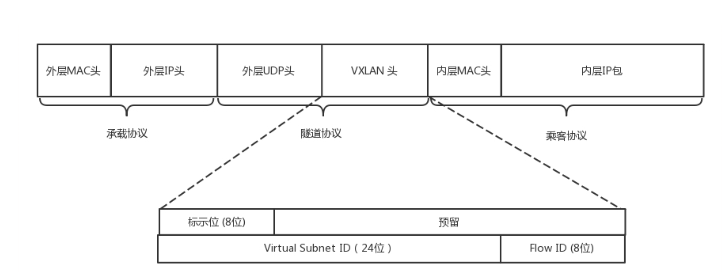 外层MAC头 外层IP头 外层UDP头 VXLAN 头 内层MAC头 内层IP包
承载协议 隧道协议 乘客协议
标示位 (8位) 预留
Virtual Subnet ID ( 24位 ) Flow ID (8位)